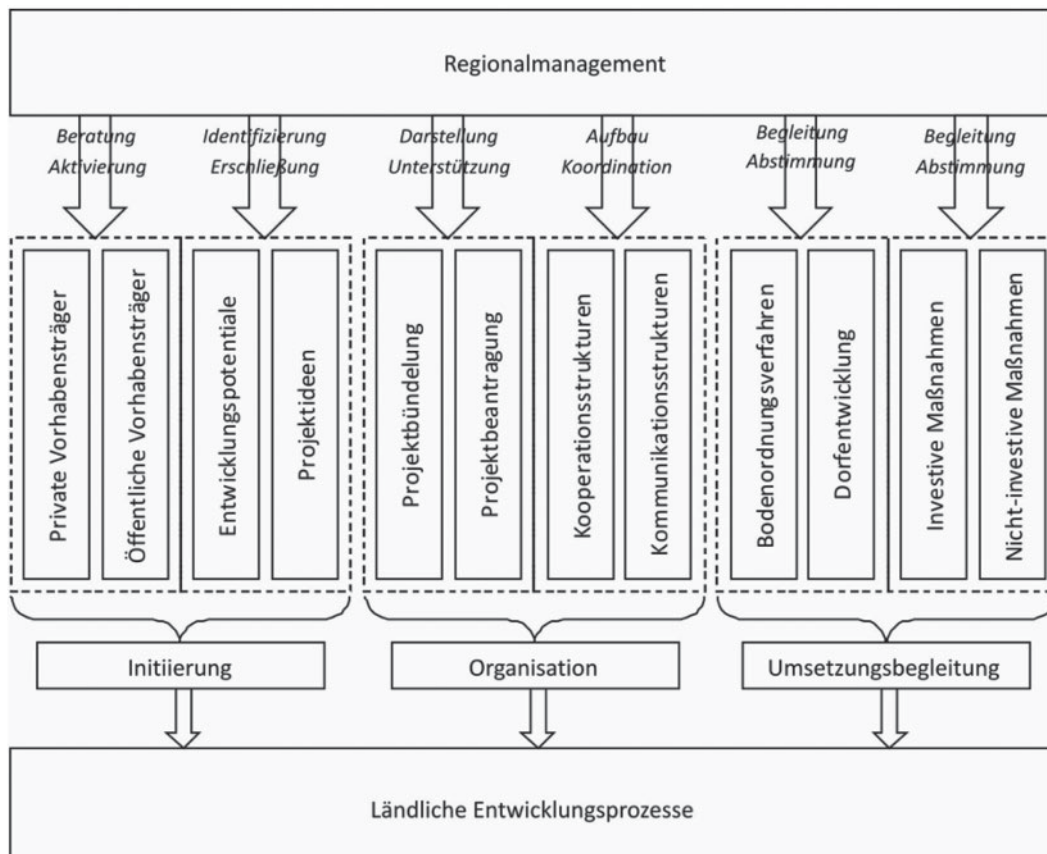 Regionalmanagement
Beratung
Aktivierung
Identifizierung
Erschließung
Darstellung
Unterstützung
Aufbau
Koordination
Begleitung
Abstimmung
Begleitung
Abstimmung
Private Vorhabensträger
Öffentliche Vorhabensträger
Entwicklungspotentiale
Projektideen
Projektbündelung
Projektbeantragung
Kooperationsstrukturen
Kommunikationsstrukturen
Bodenordnungsverfahren
Dorfentwicklung
Investive Maßnahmen
Nicht-investive Maßnahmen
Initiierung
Organisation
Umsetzungsbegleitung
Ländliche Entwicklungsprozesse